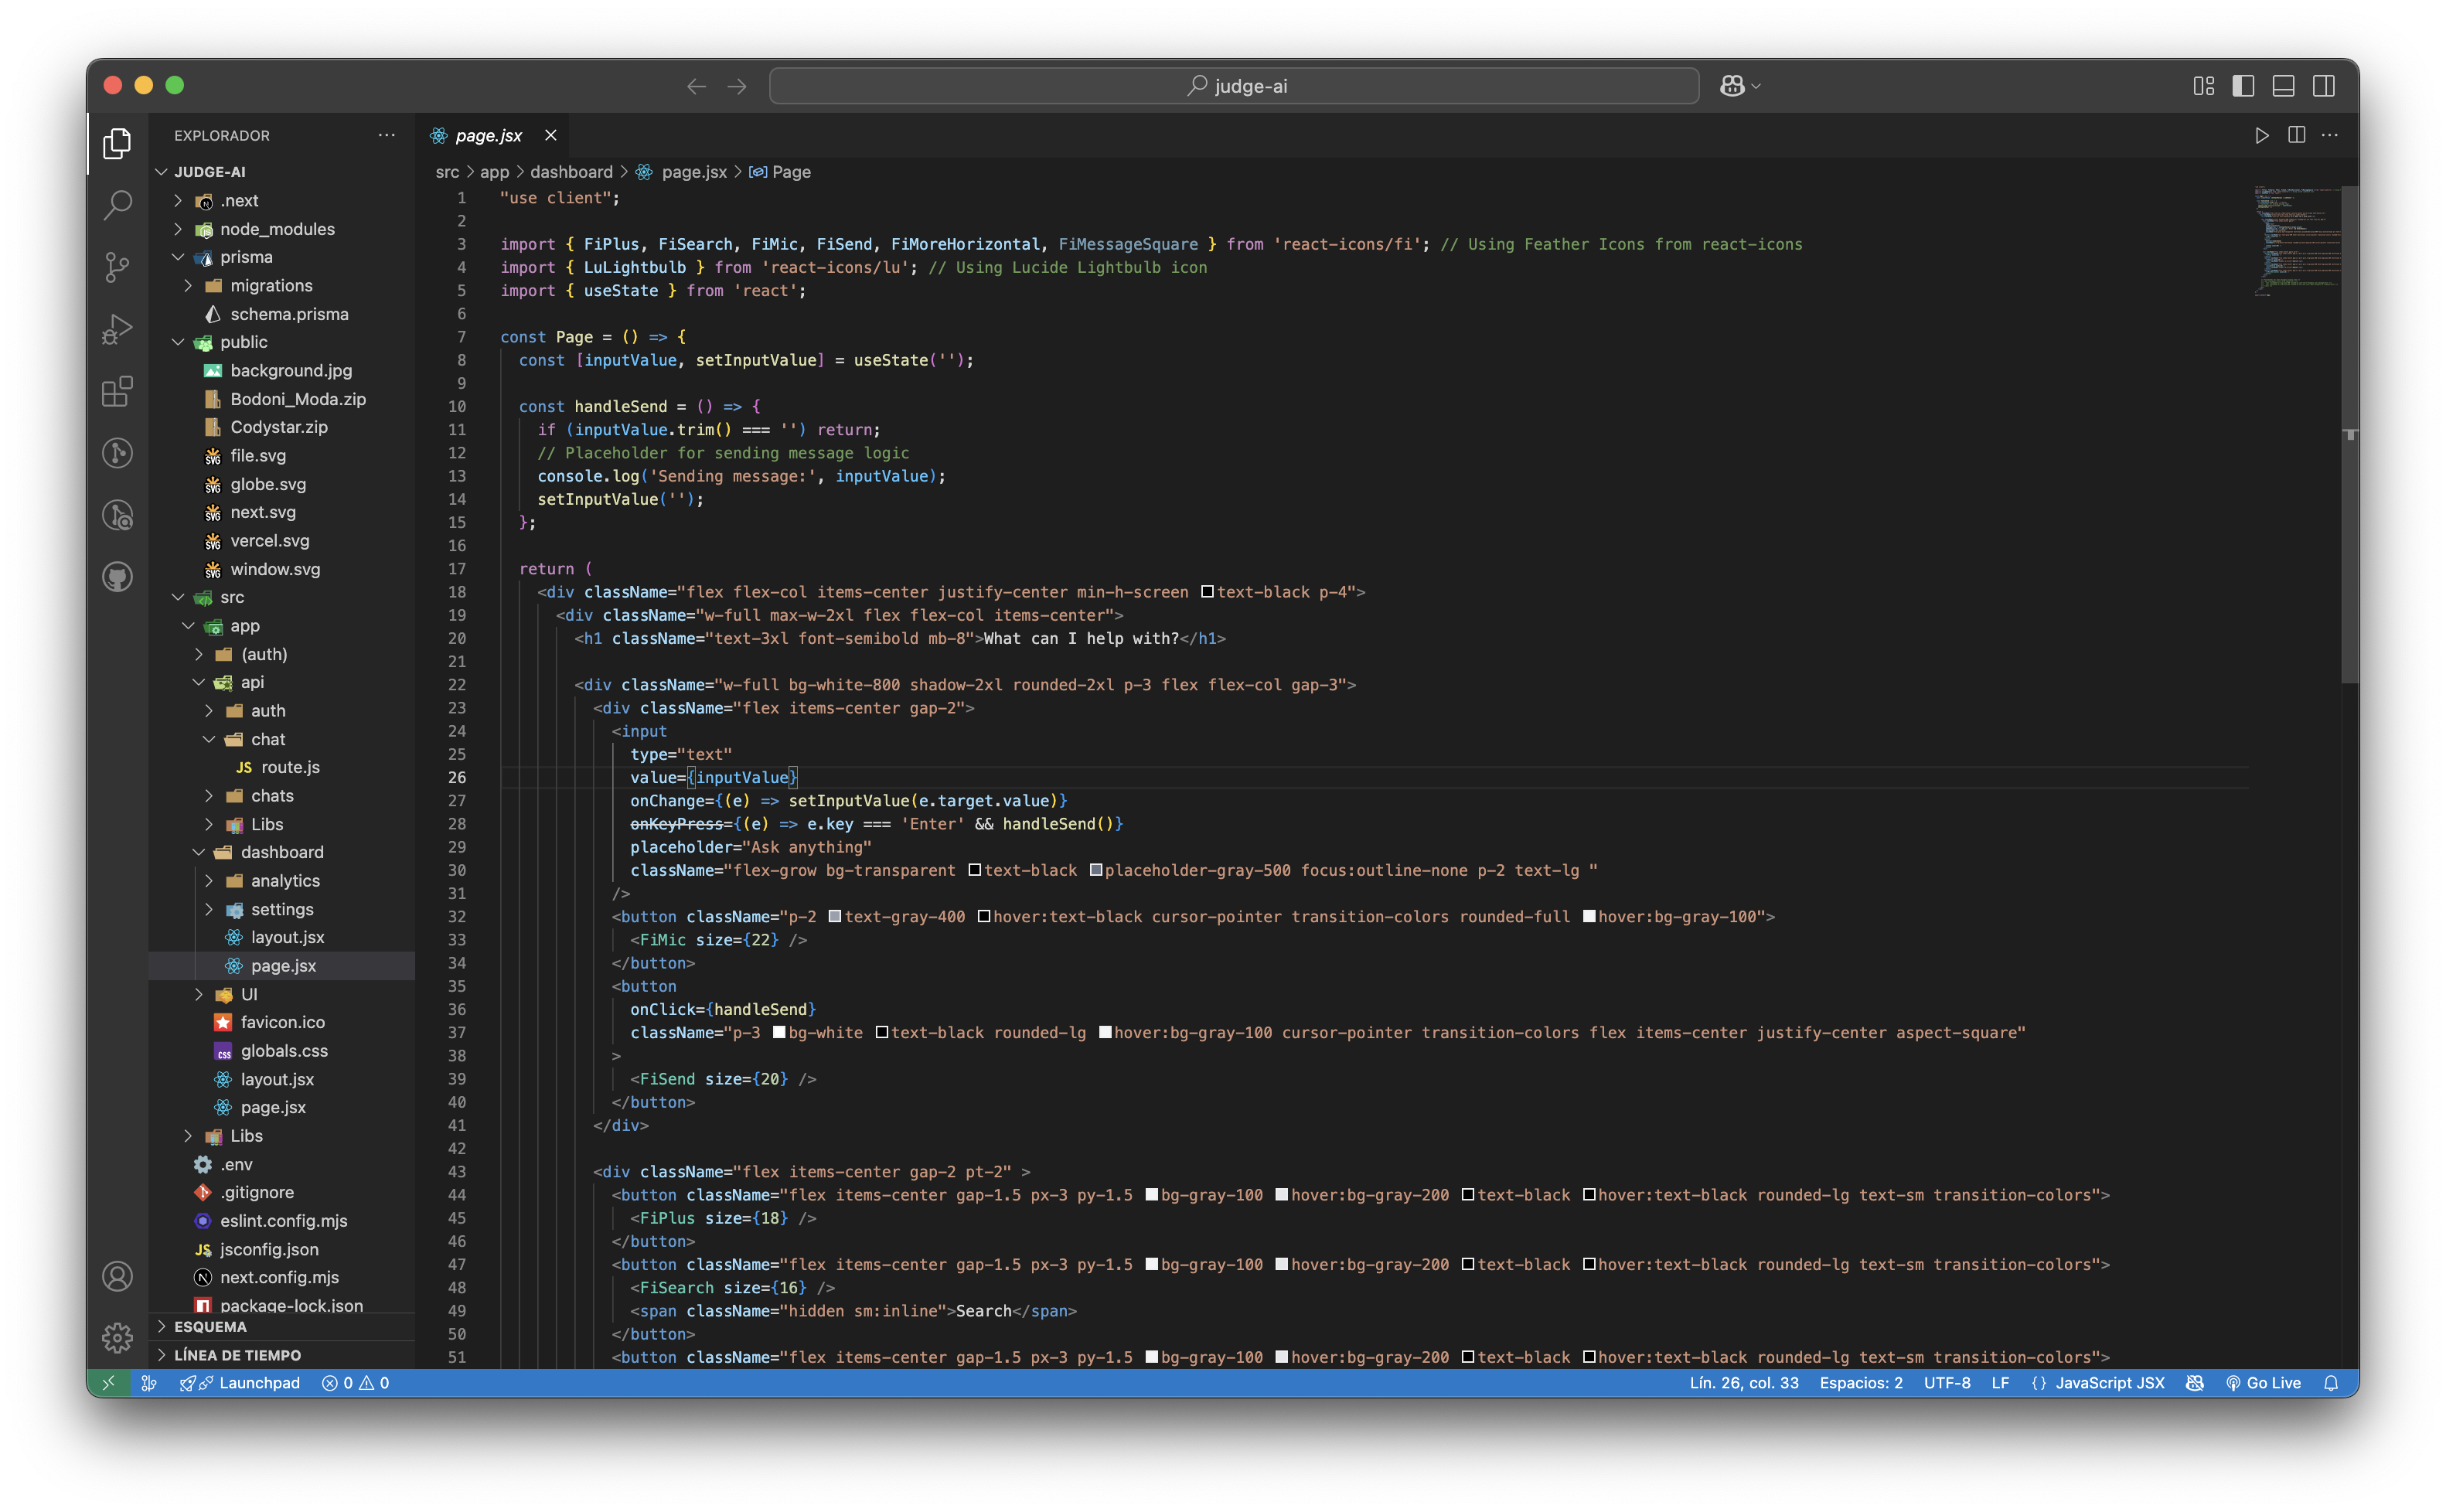 judge-ai
EXPLORADOR
JUDGE-AI
.next
node_modules
prisma
migrations
schema.prisma
public
background.jpg
Bodoni_Moda.zip
Codystar.zip
file.svg
globe.svg
next.svg
vercel.svg
window.svg
src
app
(auth)
api
auth
chat
JS route.js
chats
Libs
dashboard
analytics
settings
layout.jsx
page.jsx
UI
favicon.ico
globals.css
layout.jsx
page.jsx
Libs
.env
.gitignore
eslint.config.mjs
JS jsconfig.json
next.config.mjs
package-lock.json
ESQUEMA
LÍNEA DE TIEMPO
page.jsx
src > app > dashboard > page.jsx > Page
1 "use client";
2
3 import { FiPlus, FiSearch, FiMic, FiSend, FiMoreHorizontal, FiMessageSquare } from 'react-icons/fi'; // Using Feather Icons from react-icons
4 import { LuLightbulb } from 'react-icons/lu'; // Using Lucide Lightbulb icon
5 import { useState } from 'react';
6
7 const Page = () => {
8 const [inputValue, setInputValue] = useState('');
9
10 const handleSend = () => {
11 if (inputValue.trim() === '') return;
12 // Placeholder for sending message logic
13 console.log('Sending message:', inputValue);
14 setInputValue('');
15 };
16
17 return (
18 <div className="flex flex-col items-center justify-center min-h-screen text-black p-4">
19 <div className="w-full max-w-2xl flex flex-col items-center">
20 <h1 className="text-3xl font-semibold mb-8">What can I help with?</h1>
21
22 <div className="w-full bg-white-800 shadow-2xl rounded-2xl p-3 flex flex-col gap-3">
23 <div className="flex items-center gap-2">
24 <input
25 type="text"
26 value={inputValue}
27 onChange={(e) => setInputValue(e.target.value)}
28 onKeyPress={(e) => e.key === 'Enter' && handleSend()}
29 placeholder="Ask anything"
30 className="flex-grow bg-transparent text-black placeholder-gray-500 focus:outline-none p-2 text-lg "
31 />
32 <button className="p-2 text-gray-400 hover:text-black cursor-pointer transition-colors rounded-full hover:bg-gray-100">
33 <FiMic size={22} />
34 </button>
35 <button
36 onClick={handleSend}
37 className="p-3 bg-white text-black rounded-lg hover:bg-gray-100 cursor-pointer transition-colors flex items-center justify-center aspect-square"
38 >
39 <FiSend size={20} />
40 </button>
41 </div>
42
43 <div className="flex items-center gap-2 pt-2" >
44 <button className="flex items-center gap-1.5 px-3 py-1.5 bg-gray-100 hover:bg-gray-200 text-black hover:text-black rounded-lg text-sm transition-colors">
45 <FiPlus size={18} />
46 </button>
47 <button className="flex items-center gap-1.5 px-3 py-1.5 bg-gray-100 hover:bg-gray-200 text-black hover:text-black rounded-lg text-sm transition-colors">
48 <FiSearch size={16} />
49 <span className="hidden sm:inline">Search</span>
50 </button>
51 <button className="flex items-center gap-1.5 px-3 py-1.5 bg-gray-100 hover:bg-gray-200 text-black hover:text-black rounded-lg text-sm transition-colors">
Launchpad 0 0 Lín. 26, col. 33 Espacios: 2 UTF-8 LF {} JavaScript JSX Go Live